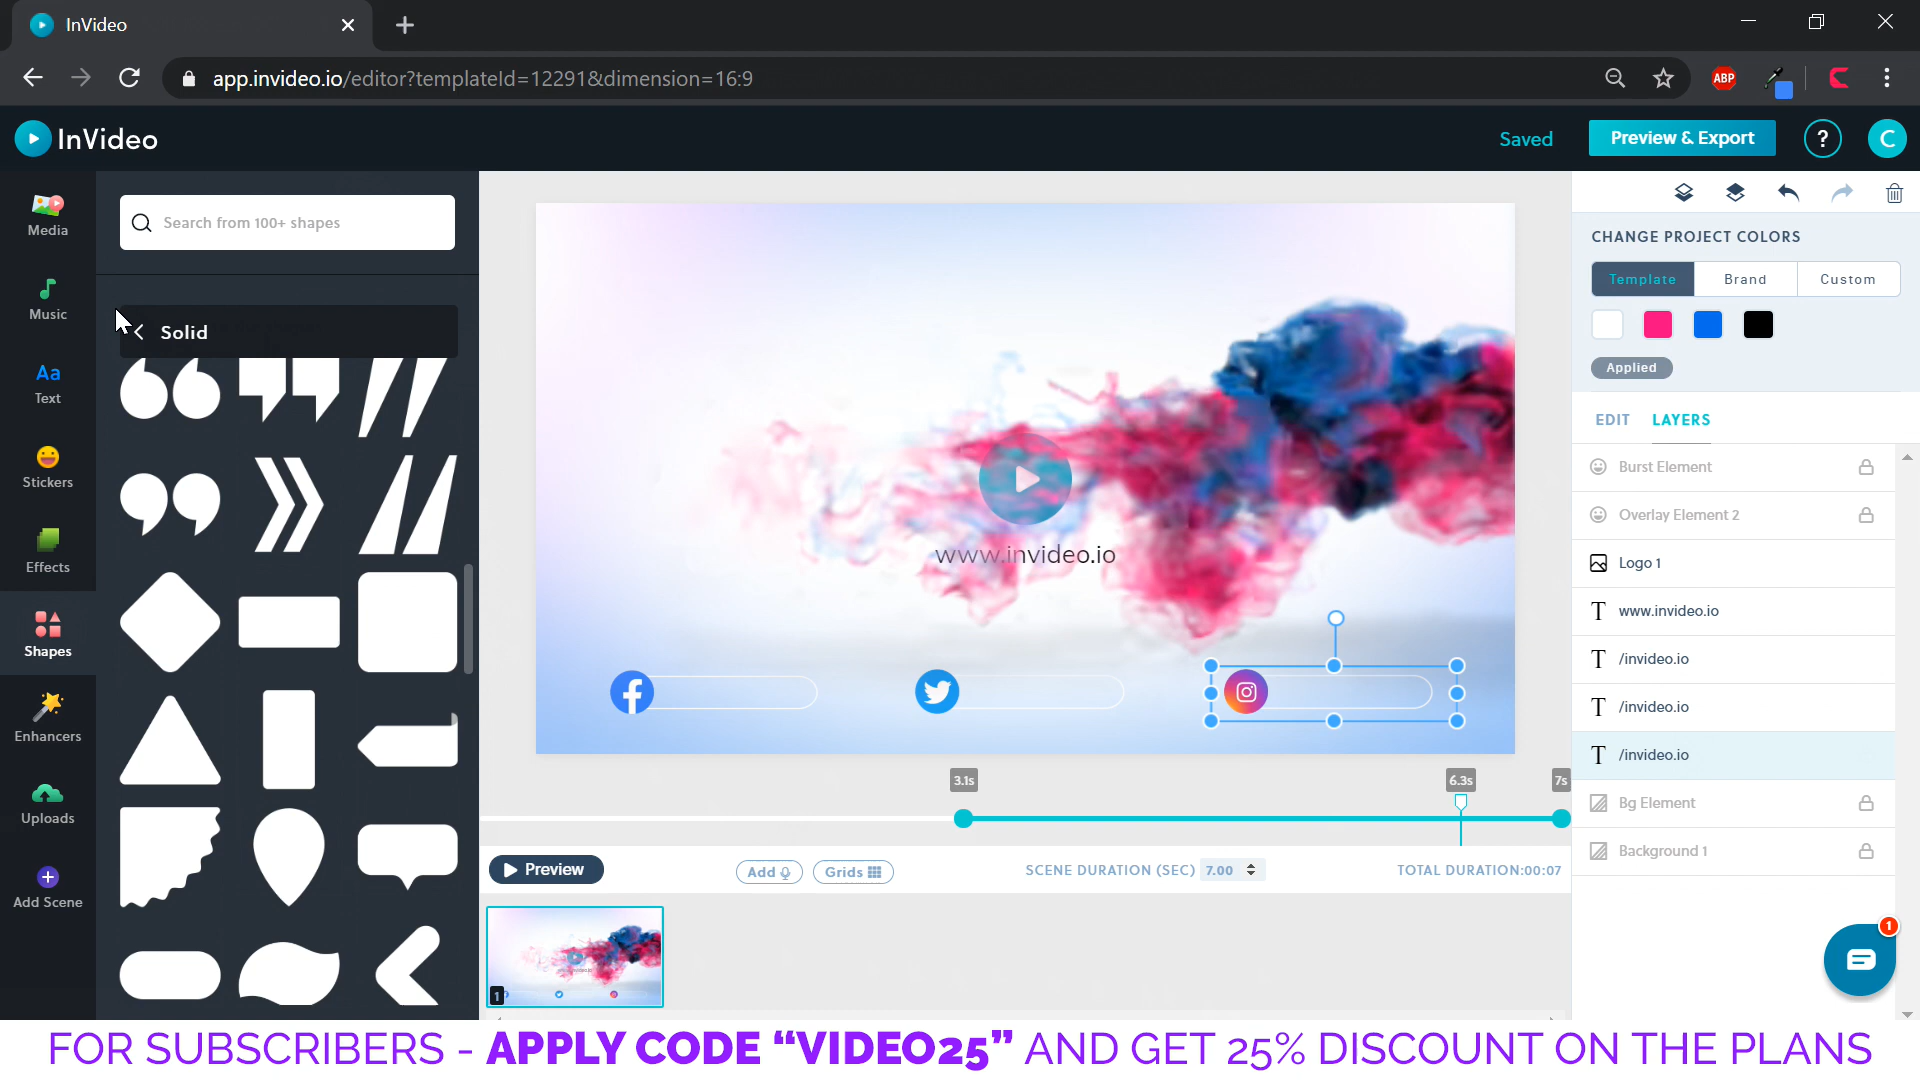 InVideo
app.invideo.io/editor?templateId=12291&dimension=16:9
ABP
InVideo
Saved
Preview & Export
?
C
Media
Music
Aa
Text
Stickers
Effects
Shapes
Enhancers
Uploads
Add Scene
Search from 100+ shapes
Solid
www.invideo.io
3.1s
6.3s
7s
Preview
Add
Grids
SCENE DURATION (SEC) 7.00
TOTAL DURATION:00:07
1
CHANGE PROJECT COLORS
Template
Brand
Custom
Applied
EDIT
LAYERS
Burst Element
Overlay Element 2
Logo 1
T www.invideo.io
T /invideo.io
T /invideo.io
T /invideo.io
Bg Element
Background 1
1
FOR SUBSCRIBERS - APPLY CODE “VIDEO25” AND GET 25% DISCOUNT ON THE PLANS